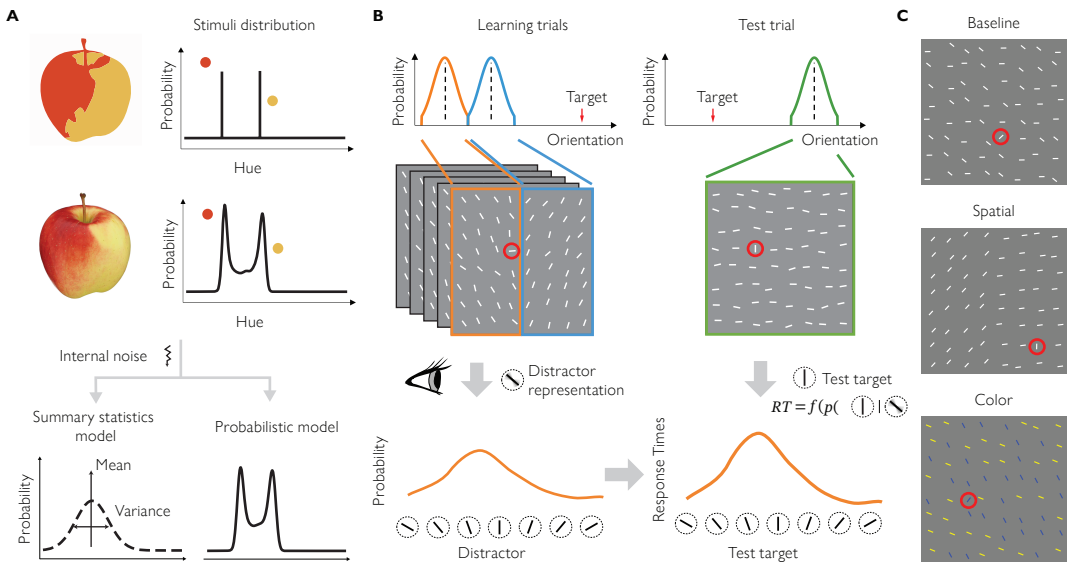 A
Stimuli distribution
Probability
Hue
Probability
Hue
Internal noise
Summary statistics
model
Probabilistic model
Mean
Variance
Probability
B
Learning trials
Probability
Target
Orientation
Distractor
representation
Probability
Distractor
Test trial
Probability
Target
Orientation
Test target
RT = f(p( |
Response Times
Test target
C
Baseline
Spatial
Color